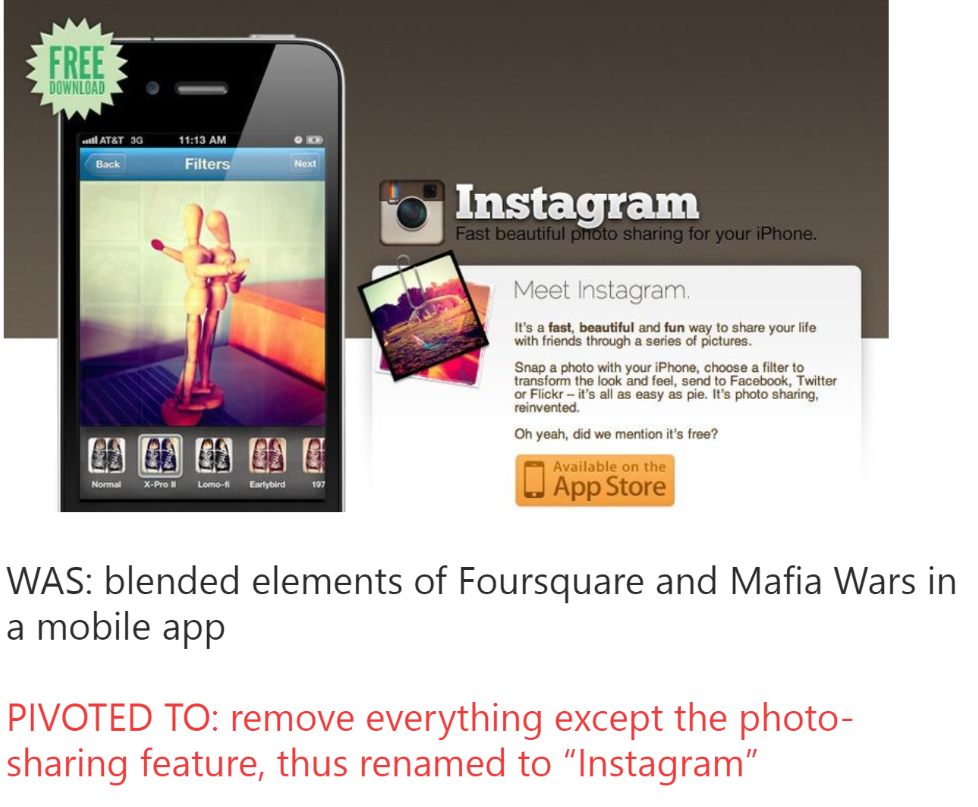 FREE
DOWNLOAD
AT&T 3G 11:13 AM
Back Filters Next
Normal X-Pro II Lomo-fi Earlybird 197
Instagram
Fast beautiful photo sharing for your iPhone.
Meet Instagram.
It's a fast, beautiful and fun way to share your life
with friends through a series of pictures.
Snap a photo with your iPhone, choose a filter to
transform the look and feel, send to Facebook, Twitter
or Flickr – it's all as easy as pie. It's photo sharing,
reinvented.
Oh yeah, did we mention it's free?
Available on the
App Store
WAS: blended elements of Foursquare and Mafia Wars in
a mobile app
PIVOTED TO: remove everything except the photo-
sharing feature, thus renamed to “Instagram”